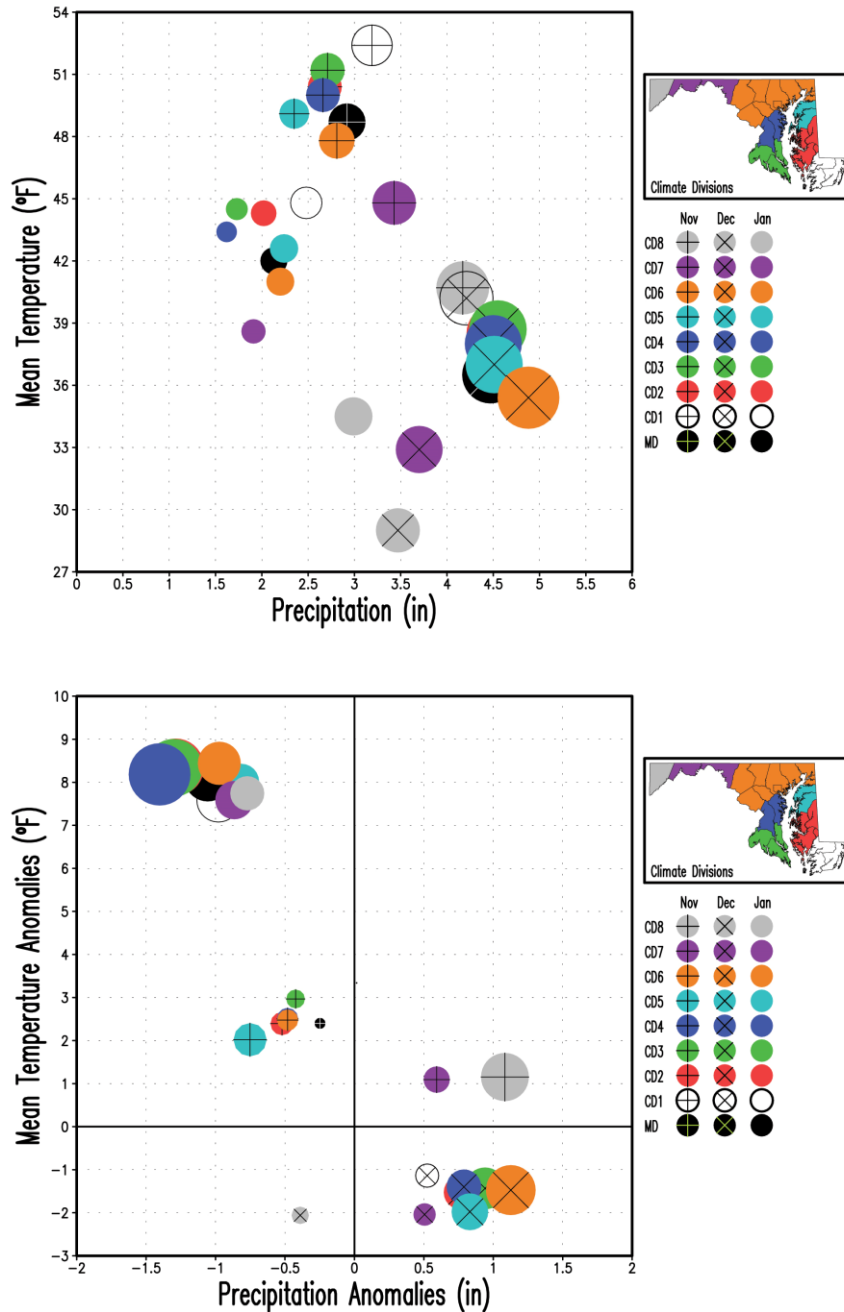 54
51
48
45
42
39
36
33
30
27
Mean Temperature (°F)
0 0.5 1 1.5 2 2.5 3 3.5 4 4.5 5 5.5 6
Precipitation (in)
Climate Divisions
Nov Dec Jan
CD8
CD7
CD6
CD5
CD4
CD3
CD2
CD1
MD
10
9
8
7
6
5
4
3
2
1
0
-1
-2
-3
Mean Temperature Anomalies (°F)
-2 -1.5 -1 -0.5 0 0.5 1 1.5 2
Precipitation Anomalies (in)
Climate Divisions
Nov Dec Jan
CD8
CD7
CD6
CD5
CD4
CD3
CD2
CD1
MD